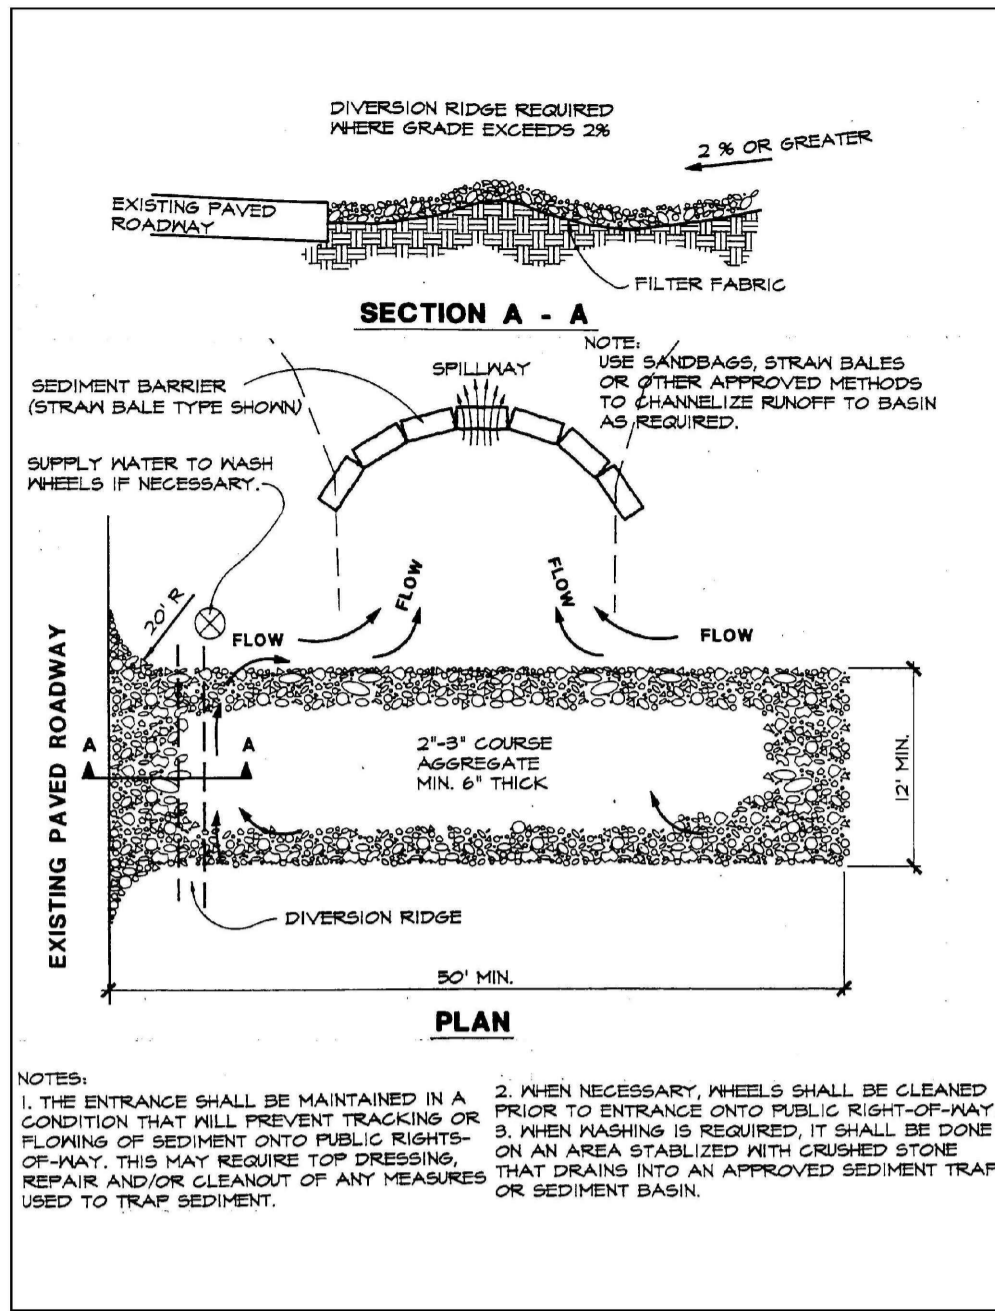 DIVERSION RIDGE REQUIRED
WHERE GRADE EXCEEDS 2%
2 % OR GREATER
EXISTING PAVED
ROADWAY
FILTER FABRIC
SECTION A - A
NOTE:
USE SANDBAGS, STRAW BALES
OR OTHER APPROVED METHODS
TO CHANNELIZE RUNOFF TO BASIN
AS REQUIRED.
SPILLWAY
SEDIMENT BARRIER
(STRAW BALE TYPE SHOWN)
SUPPLY WATER TO WASH
WHEELS IF NECESSARY.
FLOW
FLOW
20' R
FLOW
FLOW
EXISTING PAVED ROADWAY
A
A
2"-3" COURSE
AGGREGATE
MIN. 6" THICK
12' MIN.
DIVERSION RIDGE
50' MIN.
PLAN
NOTES:
1. THE ENTRANCE SHALL BE MAINTAINED IN A
CONDITION THAT WILL PREVENT TRACKING OR
FLOWING OF SEDIMENT ONTO PUBLIC RIGHTS-
OF-WAY. THIS MAY REQUIRE TOP DRESSING,
REPAIR AND/OR CLEANOUT OF ANY MEASURES
USED TO TRAP SEDIMENT.
2. WHEN NECESSARY, WHEELS SHALL BE CLEANED
PRIOR TO ENTRANCE ONTO PUBLIC RIGHT-OF-WAY
3. WHEN WASHING IS REQUIRED, IT SHALL BE DONE
ON AN AREA STABLIZED WITH CRUSHED STONE
THAT DRAINS INTO AN APPROVED SEDIMENT TRAP
OR SEDIMENT BASIN.